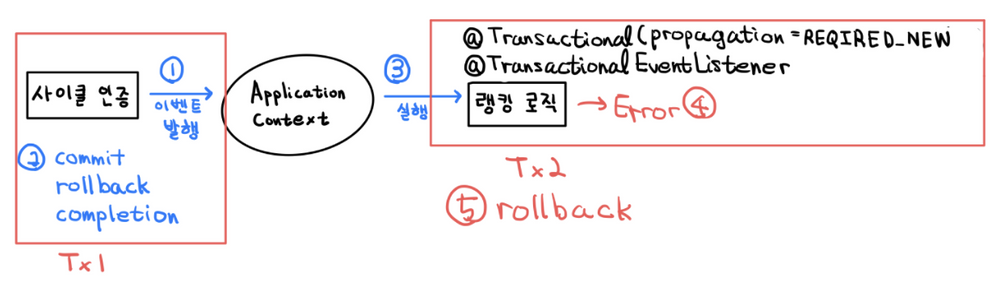 사이클 인증
①
이벤트
발행
② commit
rollback
completion
Tx1
Application
Context
③
실행
@Transactional(propagation=REQIRED_NEW
@TransactionalEventListener
랭킹 로직 → Error ④
Tx2
⑤ rollback